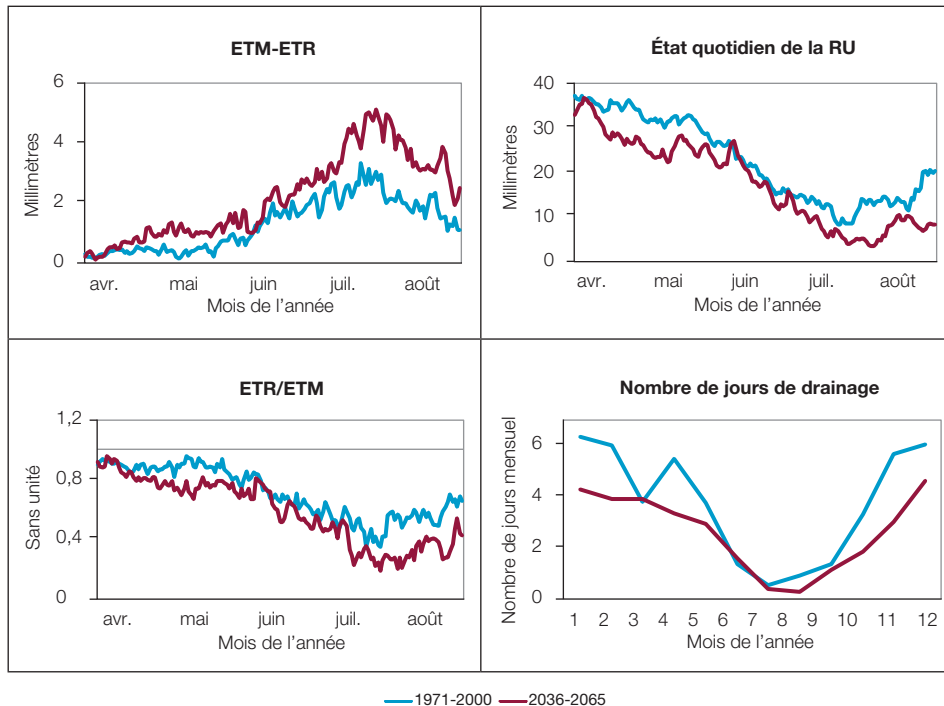 ETM-ETR
Millimètres
6
4
2
0
avr. mai juin juil. août
Mois de l'année
État quotidien de la RU
Millimètres
40
30
20
10
0
avr. mai juin juil. août
Mois de l'année
ETR/ETM
Sans unité
1,2
0,8
0,4
0
avr. mai juin juil. août
Mois de l'année
Nombre de jours de drainage
Nombre de jours mensuel
6
4
2
0
1 2 3 4 5 6 7 8 9 10 11 12
Mois de l'année
1971-2000 2036-2065